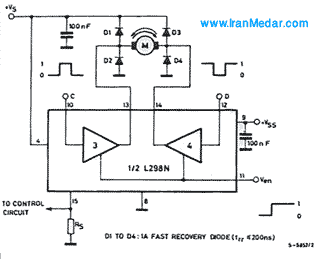 www.IranMedar.com
+Vs
100nF
D1
D3
M
D2
D4
1
0
1
0
C
D
10
13
14
12
9
+VSS
100nF
4
3
4
1/2 L298N
11
Ven
15
8
TO CONTROL
CIRCUIT
RS
1
0
D1 TO D4 : 1A FAST RECOVERY DIODE (trr ≤200ns)
S-5852/2